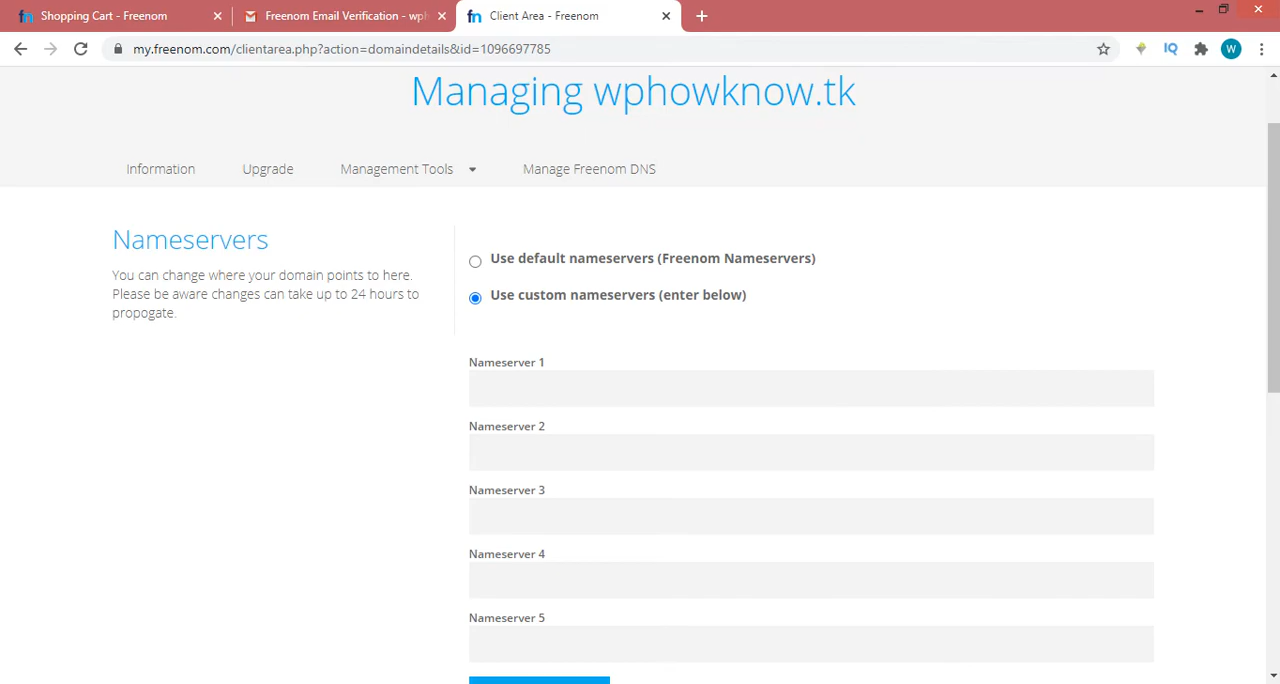 Shopping Cart - Freenom
Freenom Email Verification - wph
Client Area - Freenom
my.freenom.com/clientarea.php?action=domaindetails&id=1096697785
IQ
W
Managing wphowknow.tk
Information
Upgrade
Management Tools
Manage Freenom DNS
Nameservers
You can change where your domain points to here.
Please be aware changes can take up to 24 hours to
propogate.
Use default nameservers (Freenom Nameservers)
Use custom nameservers (enter below)
Nameserver 1
Nameserver 2
Nameserver 3
Nameserver 4
Nameserver 5